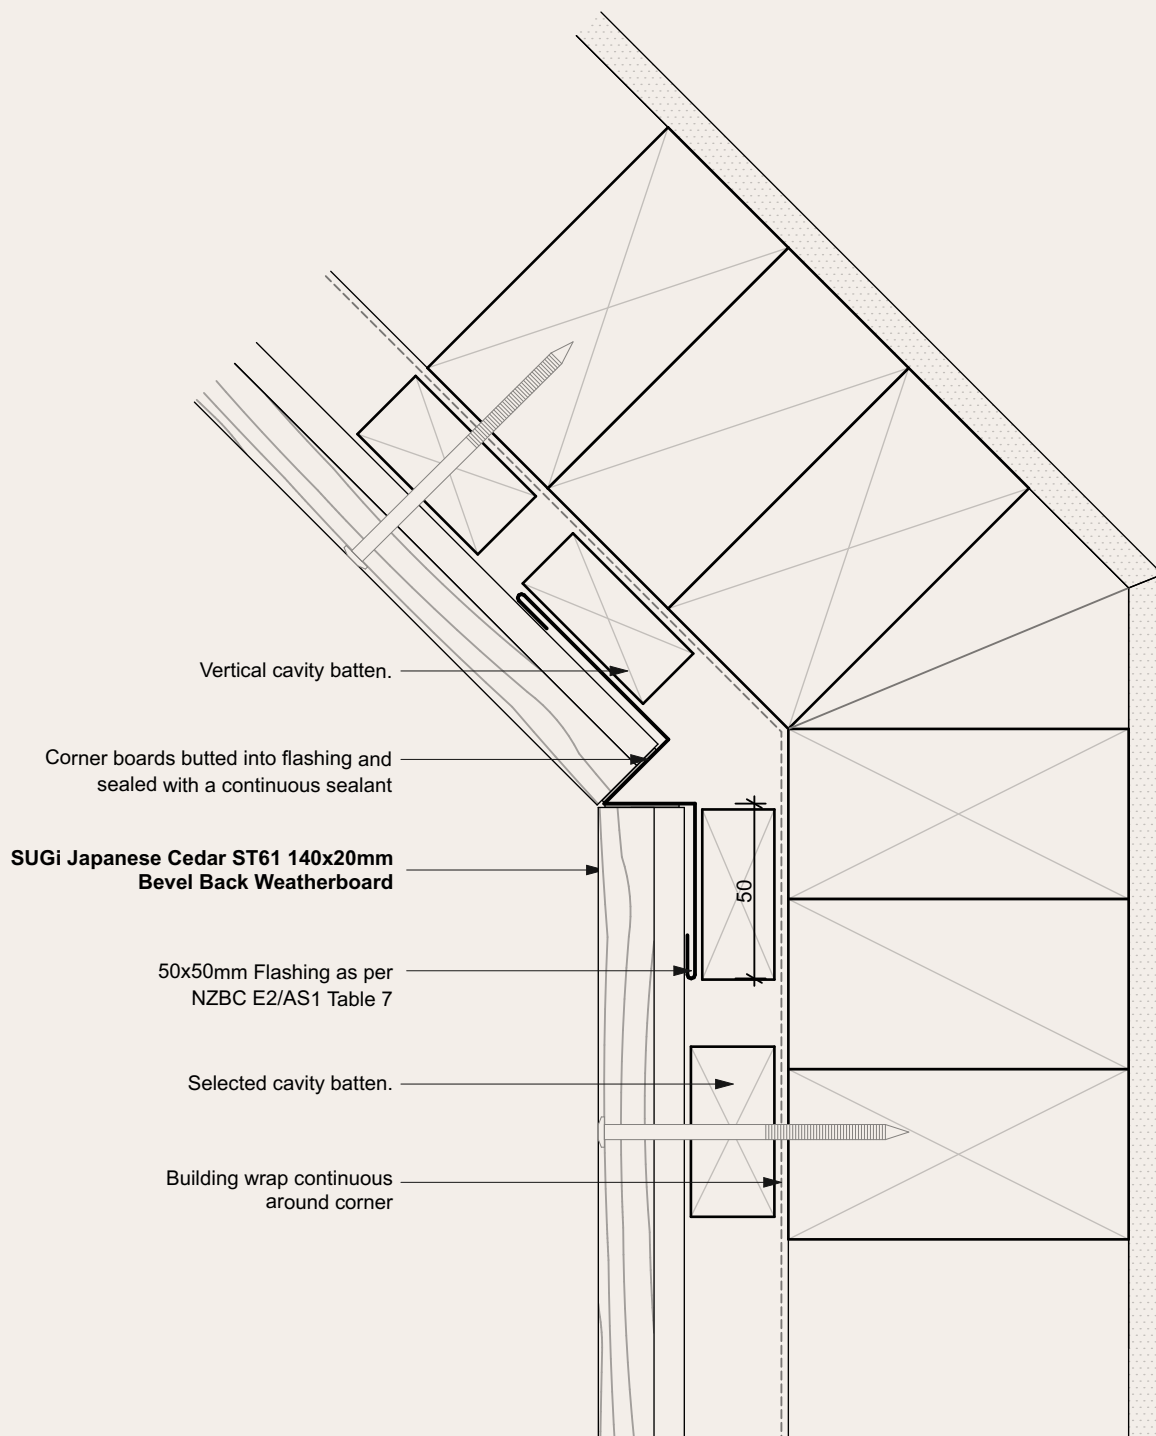 Vertical cavity batten.
Corner boards butted into flashing and
sealed with a continuous sealant
SUGi Japanese Cedar ST61 140x20mm
Bevel Back Weatherboard
50
50x50mm Flashing as per
NZBC E2/AS1 Table 7
Selected cavity batten.
Building wrap continuous
around corner